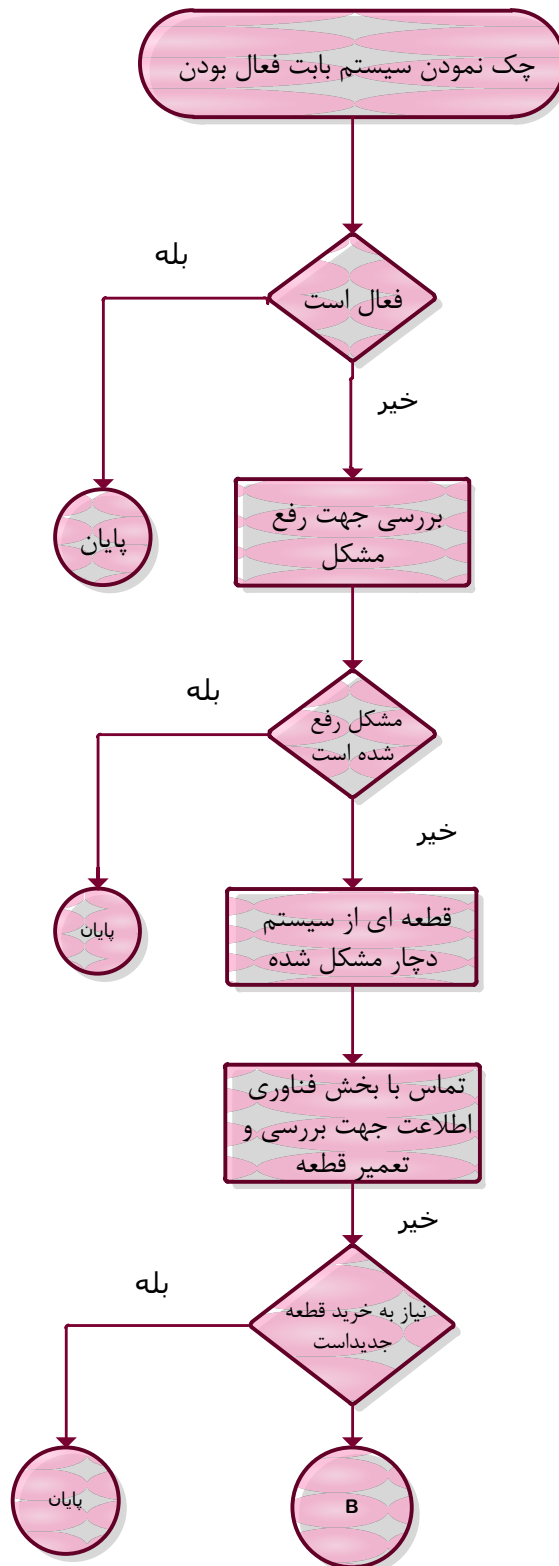 چک نمودن سیستم بابت فعال بودن
بله
فعال است
خیر
بررسی جهت رفع
مشکل
پایان
بله
مشکل رفع
شده است
خیر
قطعه ای از سیستم
دچار مشکل شده
پایان
تماس با بخش فناوری
اطلاعت جهت بررسی و
تعمیر قطعه
خیر
بله
نیاز به خرید قطعه
جدیداست
پایان
B